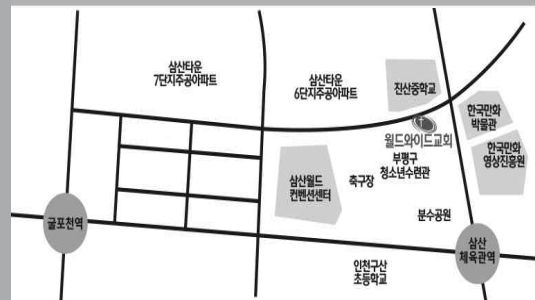 삼산타운
7단지주공아파트
삼산타운
6단지주공아파트
진산중학교
한국만화
박물관
월드와이드교회
한국만화
영상진흥원
부평구
청소년수련관
삼산월드
컨벤션센터
축구장
분수공원
굴포천역
삼산
체육관역
인천구산
초등학교